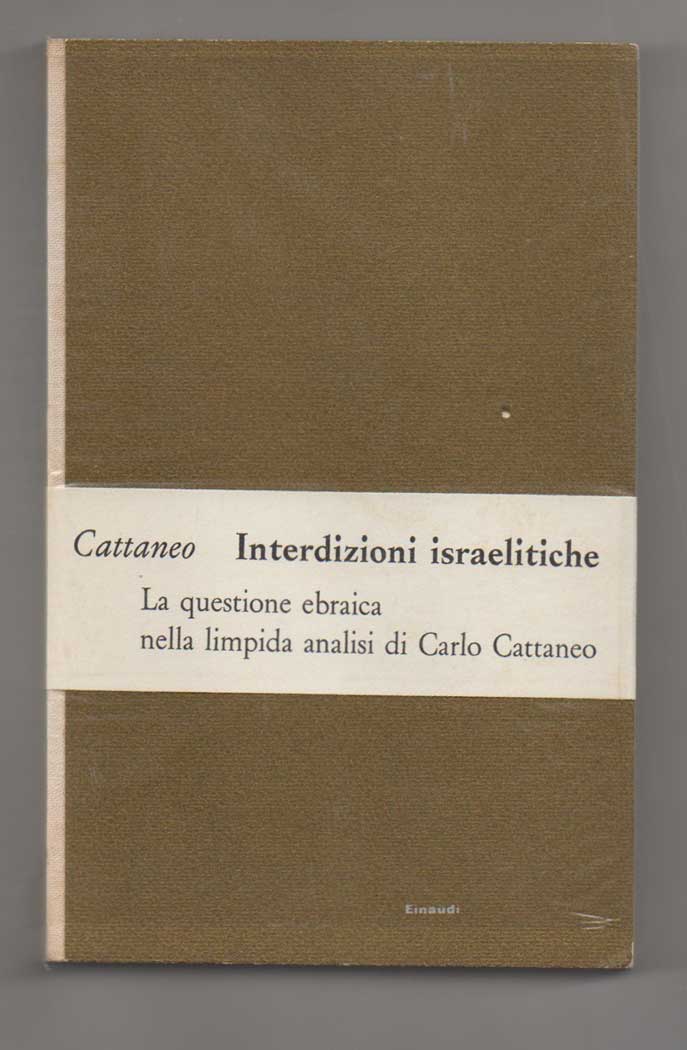 Cattaneo Interdizioni israelitiche
La questione ebraica
nella limpida analisi di Carlo Cattaneo
Einaudi